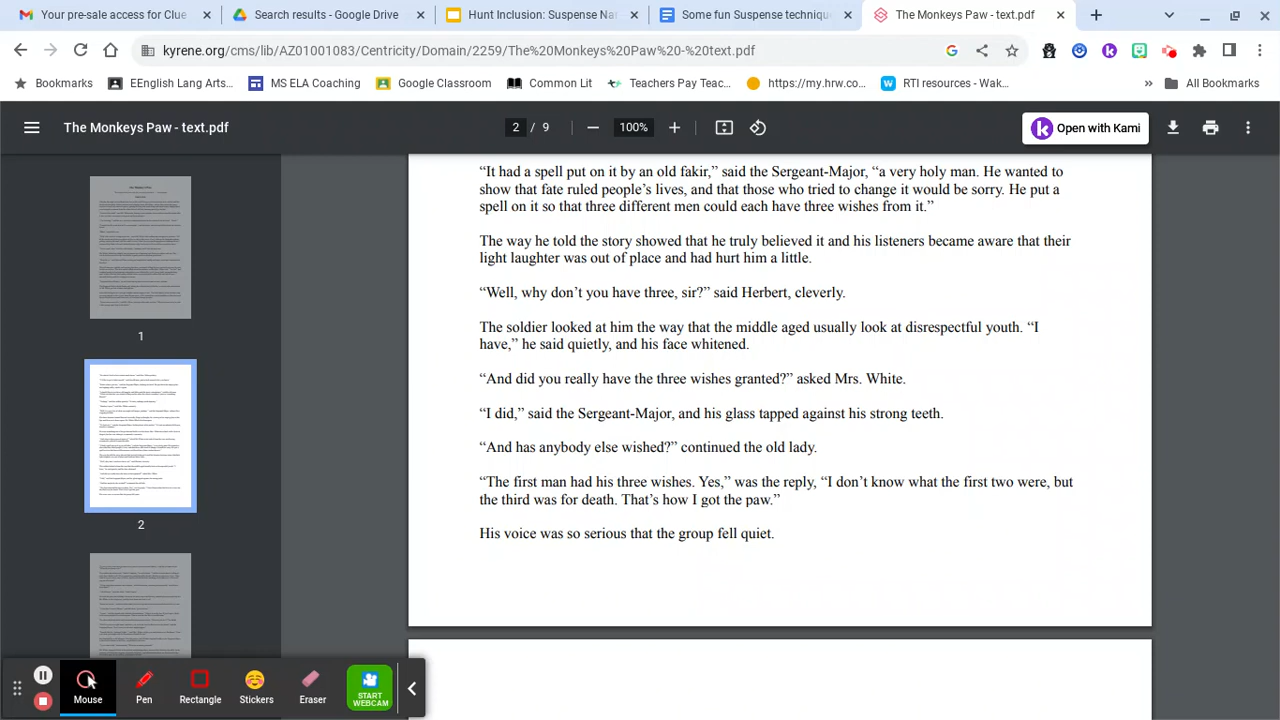 Your pre-sale access for Clue
Search results - Google Driv
Hunt Inclusion: Suspense Na
Some fun Suspense technique
The Monkeys Paw - text.pdf
kyrene.org/cms/lib/AZ01001083/Centricity/Domain/2259/The%20Monkeys%20Paw%20-%20text.pdf
Bookmarks
EEnglish Lang Arts...
MS ELA Coaching
Google Classroom
Common Lit
Teachers Pay Teac...
https://my.hrw.co...
RTI resources - Wak...
All Bookmarks
The Monkeys Paw - text.pdf
2 / 9
100%
Open with Kami
“It had a spell put on it by an old fakir,” said the Sergeant-Major, “a very holy man. He wanted to
show that fate ruled people’s lives, and that those who tried to change it would be sorry. He put a
spell on it so that three different men could each have three wishes from it.”
The way he told the story showed that he truly believed it and his listeners became aware that their
light laughter was out of place and had hurt him a little.
“Well, why don’t you have three, sir?” said Herbert, cleverly.
The soldier looked at him the way that the middle aged usually look at disrespectful youth. “I
have,” he said quietly, and his face whitened.
“And did you really have the three wishes granted?” asked Mrs. White.
“I did,” said the Sergeant-Major, and his glass tapped against his strong teeth.
“And has anyone else wished?” continued the old lady.
“The first man had his three wishes. Yes,” was the reply. “I don’t know what the first two were, but
the third was for death. That’s how I got the paw.”
His voice was so serious that the group fell quiet.
1
2
Mouse
Pen
Rectangle
Stickers
Eraser
START
WEBCAM